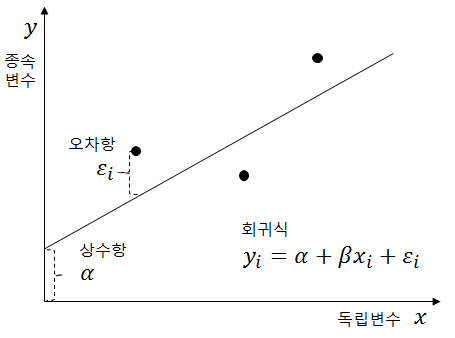 y
종속
변수
오차항
εᵢ
상수항
α
회귀식
yᵢ = α + βxᵢ + εᵢ
독립변수 x